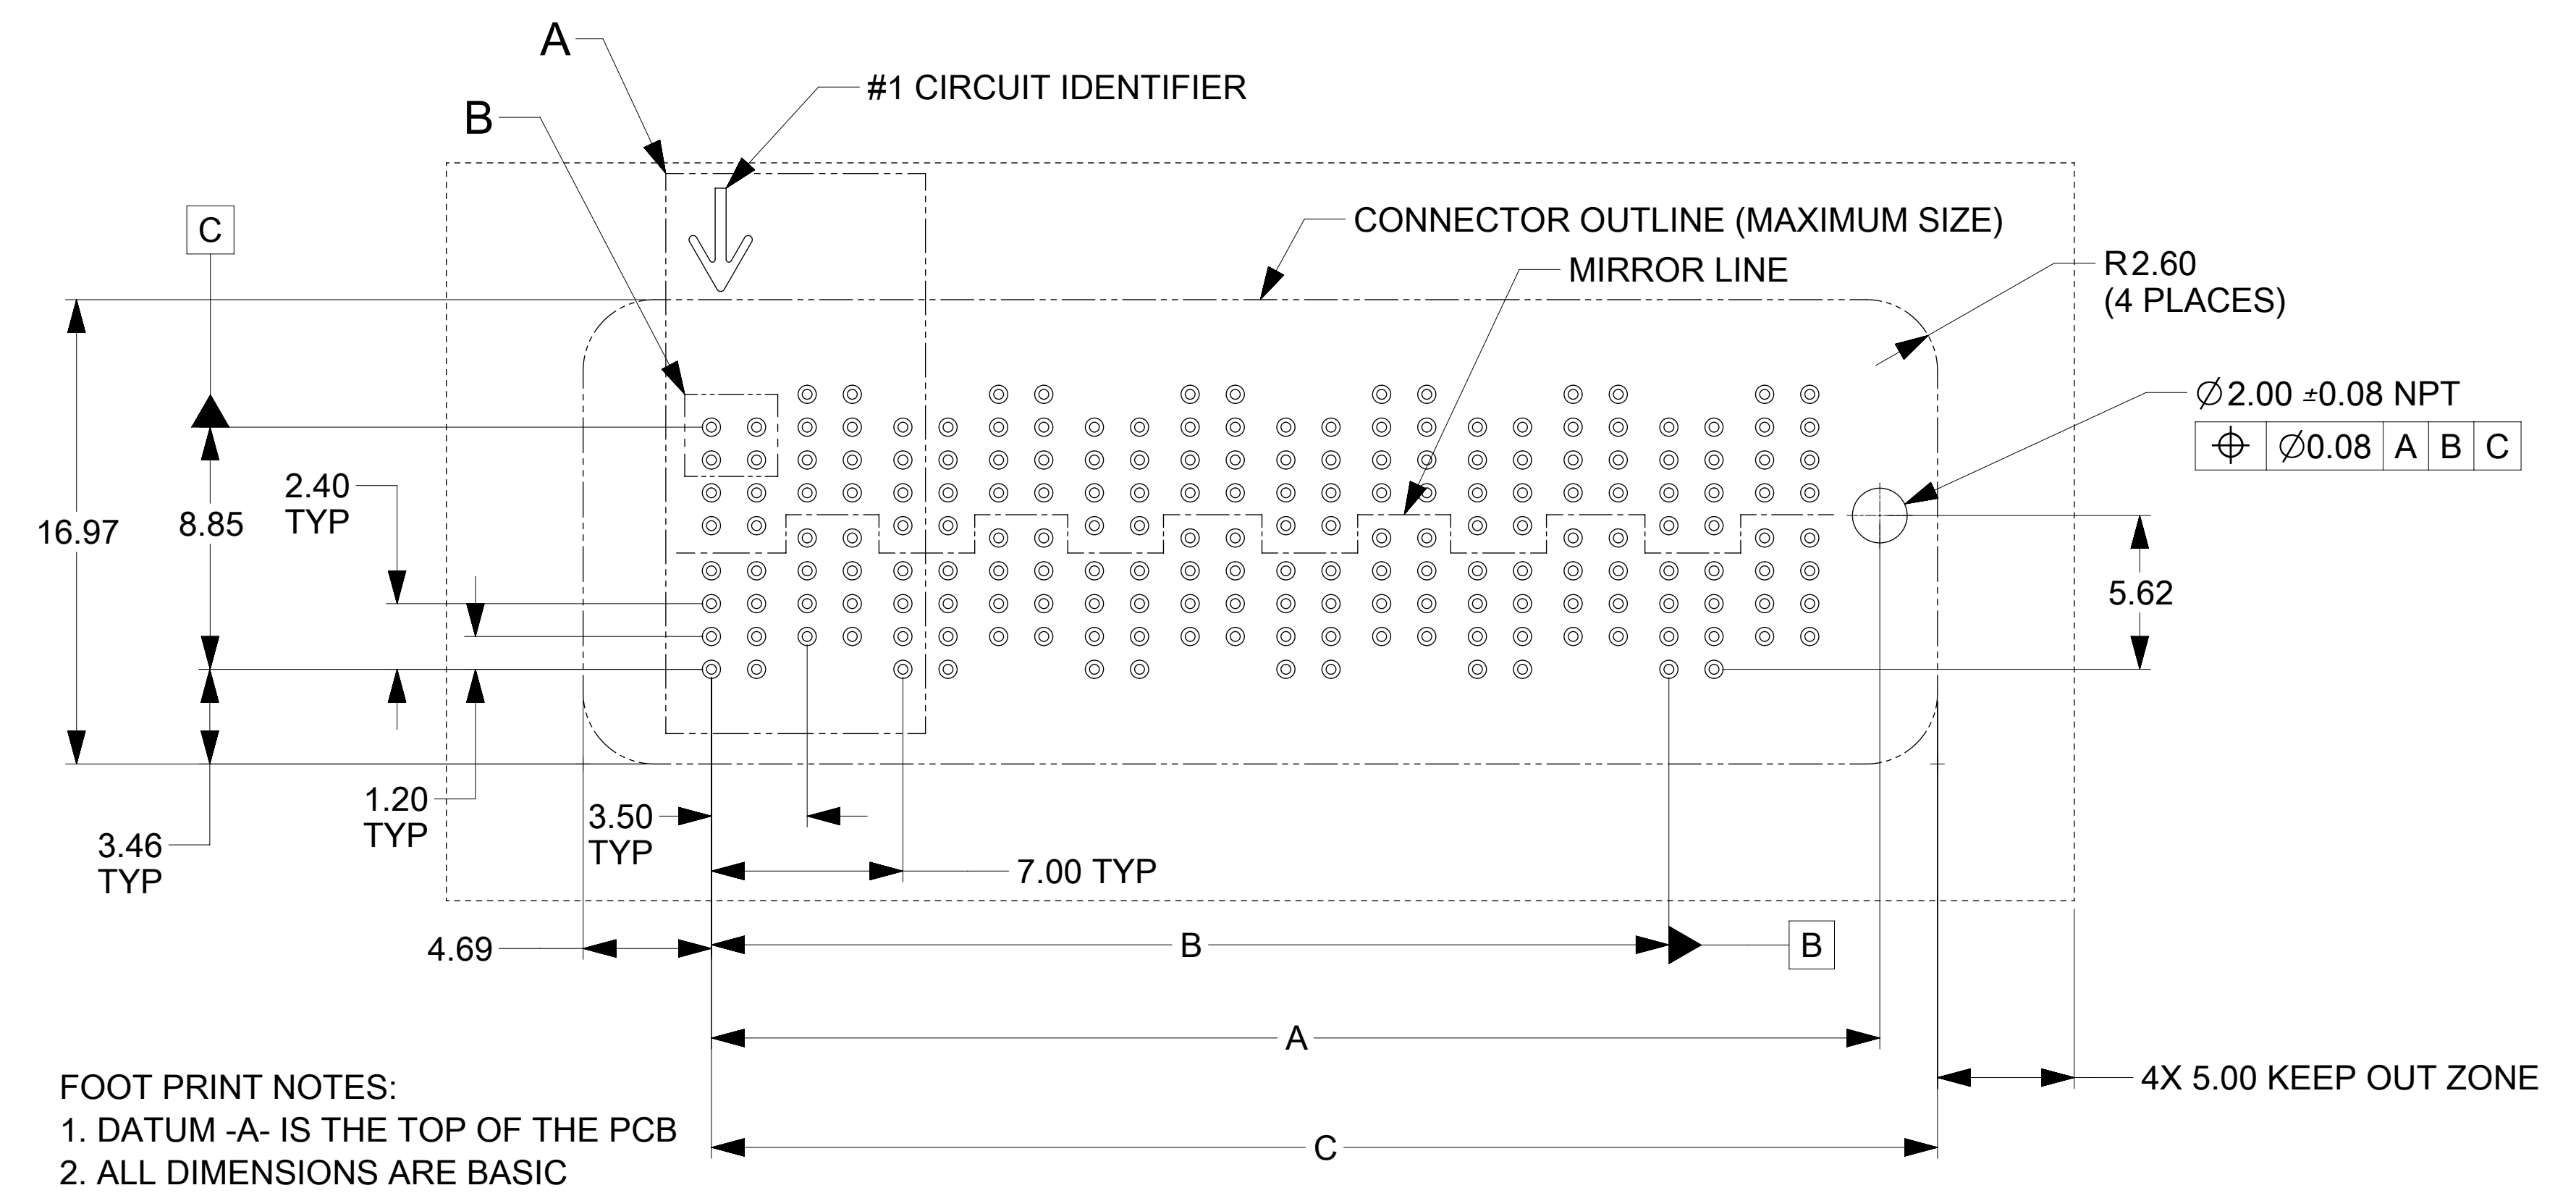 A
#1 CIRCUIT IDENTIFIER
B
C
CONNECTOR OUTLINE (MAXIMUM SIZE)
MIRROR LINE
R2.60
(4 PLACES)
⌀2.00 ±0.08 NPT
⌖ ⌀0.08 A B C
2.40
TYP
16.97
8.85
5.62
1.20
TYP
3.50
TYP
3.46
TYP
7.00 TYP
4.69
B
B
A
4X 5.00 KEEP OUT ZONE
C
FOOT PRINT NOTES:
1. DATUM -A- IS THE TOP OF THE PCB
2. ALL DIMENSIONS ARE BASIC